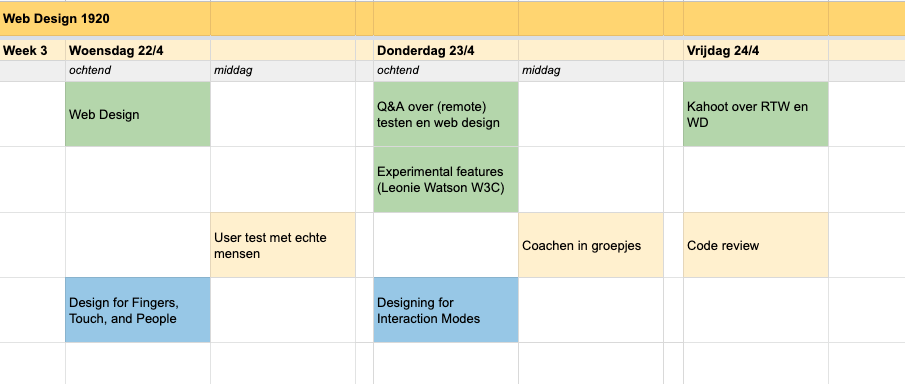 Web Design 1920
Week 3 Woensdag 22/4 Donderdag 23/4 Vrijdag 24/4
ochtend middag ochtend middag
Web Design
Q&A over (remote)
testen en web design
Kahoot over RTW en
WD
Experimental features
(Leonie Watson W3C)
User test met echte
mensen
Coachen in groepjes
Code review
Design for Fingers,
Touch, and People
Designing for
Interaction Modes